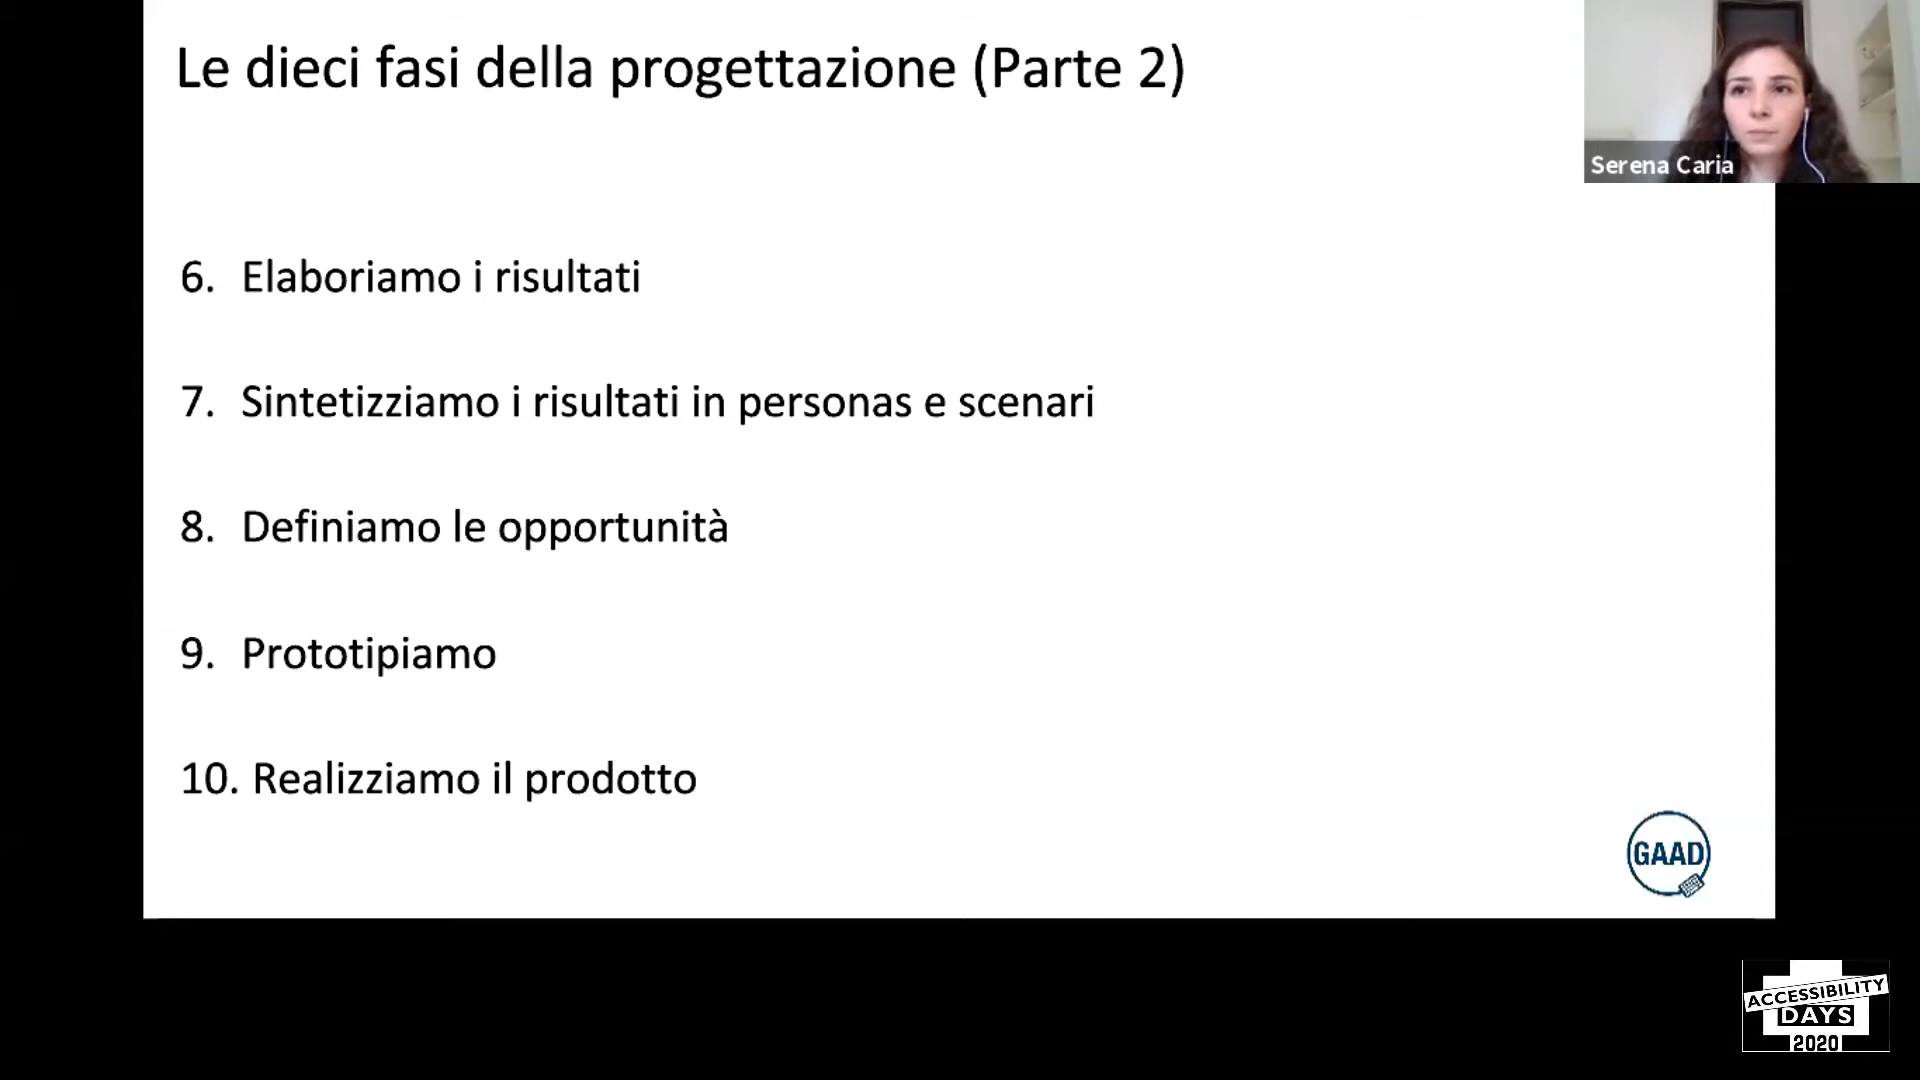 Le dieci fasi della progettazione (Parte 2)
Serena Caria
6. Elaboriamo i risultati
7. Sintetizziamo i risultati in personas e scenari
8. Definiamo le opportunità
9. Prototipiamo
10. Realizziamo il prodotto
GAAD
ACCESSIBILITY
DAYS
2020